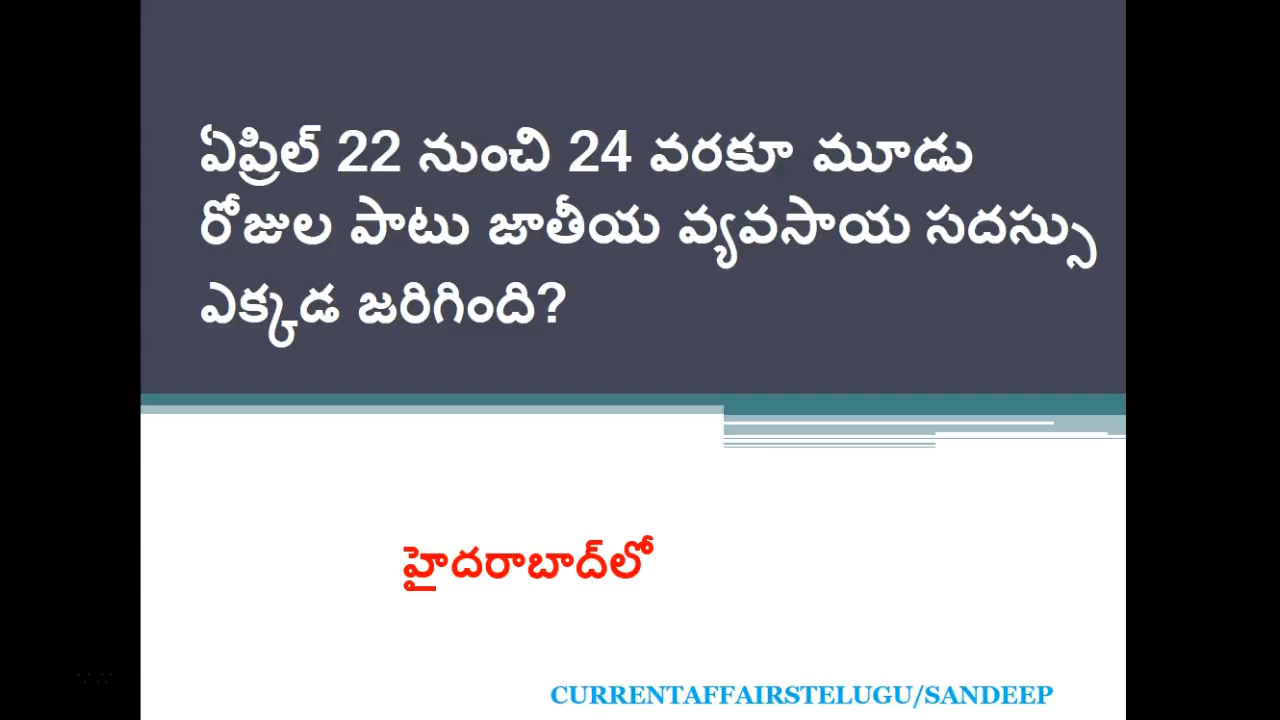 ఏప్రిల్ 22 నుంచి 24 వరకూ మూడు
రోజుల పాటు జాతీయ వ్యవసాయ సదస్సు
ఎక్కడ జరిగింది?
హైదరాబాద్‌లో
CURRENTAFFAIRSTELUGU/SANDEEP